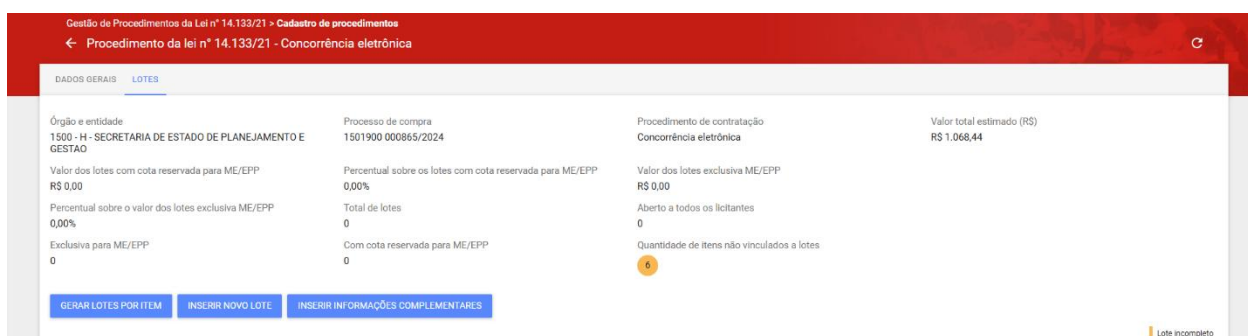 Gestão de Procedimentos da Lei n° 14.133/21 > Cadastro de procedimentos
Procedimento da lei n° 14.133/21 - Concorrência eletrônica
DADOS GERAIS LOTES
Órgão e entidade Processo de compra Procedimento de contratação Valor total estimado (R$)
1500 - H - SECRETARIA DE ESTADO DE PLANEJAMENTO E 1501900 000865/2024 Concorrência eletrônica R$ 1.068,44
GESTAO
Valor dos lotes com cota reservada para ME/EPP Percentual sobre os lotes com cota reservada para ME/EPP Valor dos lotes exclusiva ME/EPP
R$ 0,00 0,00% R$ 0,00
Percentual sobre o valor dos lotes exclusiva ME/EPP Total de lotes Aberto a todos os licitantes
0,00% 0 0
Exclusiva para ME/EPP Com cota reservada para ME/EPP Quantidade de itens não vinculados a lotes
0 0 6
GERAR LOTES POR ITEM INSERIR NOVO LOTE INSERIR INFORMAÇÕES COMPLEMENTARES
Lote incompleto